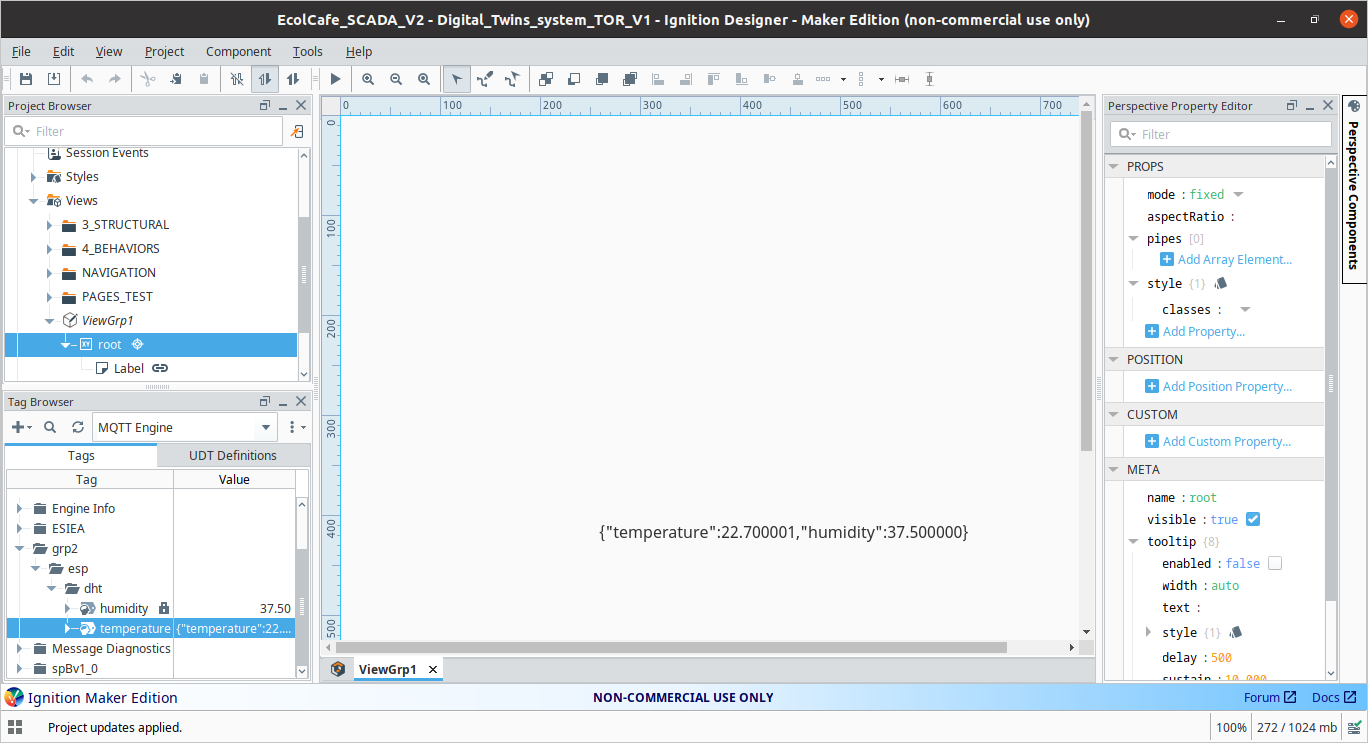 EcolCafe_SCADA_V2 - Digital_Twins_system_TOR_V1 - Ignition Designer - Maker Edition (non-commercial use only)
File Edit View Project Component Tools Help
Project Browser
Filter
Session Events
Styles
Views
3_STRUCTURAL
4_BEHAVIORS
NAVIGATION
PAGES_TEST
ViewGrp1
XY root
Label
Tag Browser
MQTT Engine
Tags UDT Definitions
Tag Value
Engine Info
ESIEA
grp2
esp
dht
humidity 37.50
temperature {"temperature":22....
Message Diagnostics
spBv1_0
0 100 200 300 400 500 600 700
0
100
200
300
400
500
{"temperature":22.700001,"humidity":37.500000}
ViewGrp1
Perspective Property Editor
Filter
PROPS
mode : fixed
aspectRatio :
pipes [0]
Add Array Element...
style {1}
classes :
Add Property...
POSITION
Add Position Property...
CUSTOM
Add Custom Property...
META
name : root
visible : true
tooltip {8}
enabled : false
width : auto
text :
style {1}
delay : 500
sustain : 10,000
Perspective Components
Ignition Maker Edition NON-COMMERCIAL USE ONLY Forum Docs
Project updates applied. 100% 272 / 1024 mb